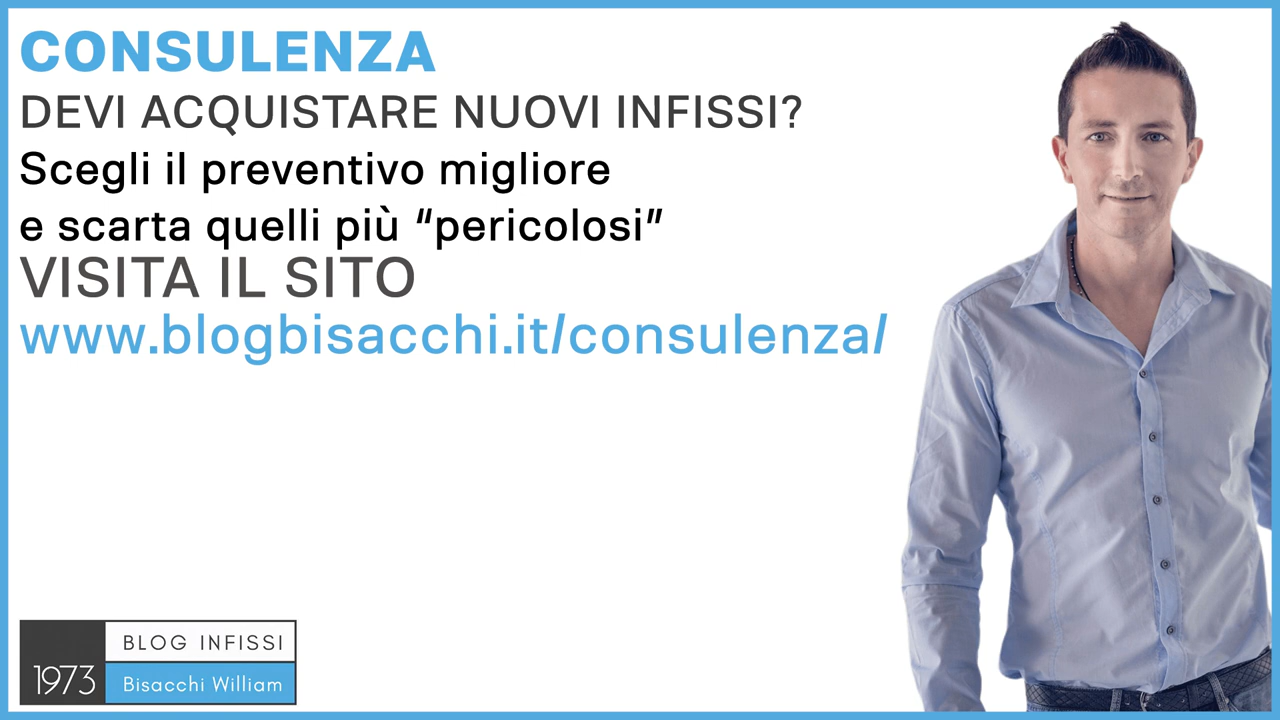 CONSULENZA
DEVI ACQUISTARE NUOVI INFISSI?
Scegli il preventivo migliore
e scarta quelli più “pericolosi”
VISITA IL SITO
www.blogbisacchi.it/consulenza/
BLOG INFISSI
1973 Bisacchi William